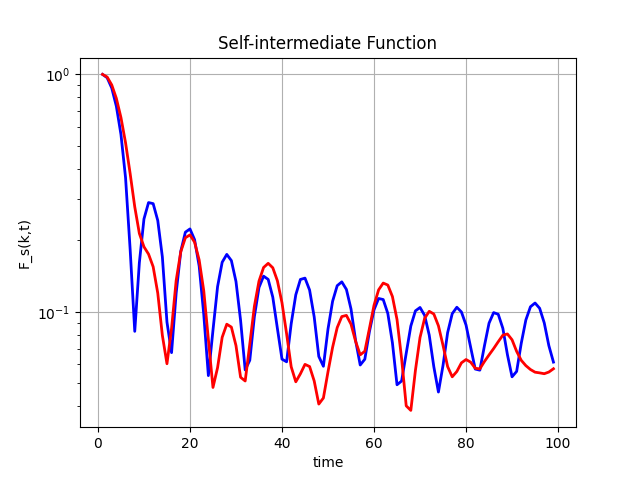 Self-intermediate Function
10⁰
10⁻¹
F_s(k,t)
0 20 40 60 80 100
time